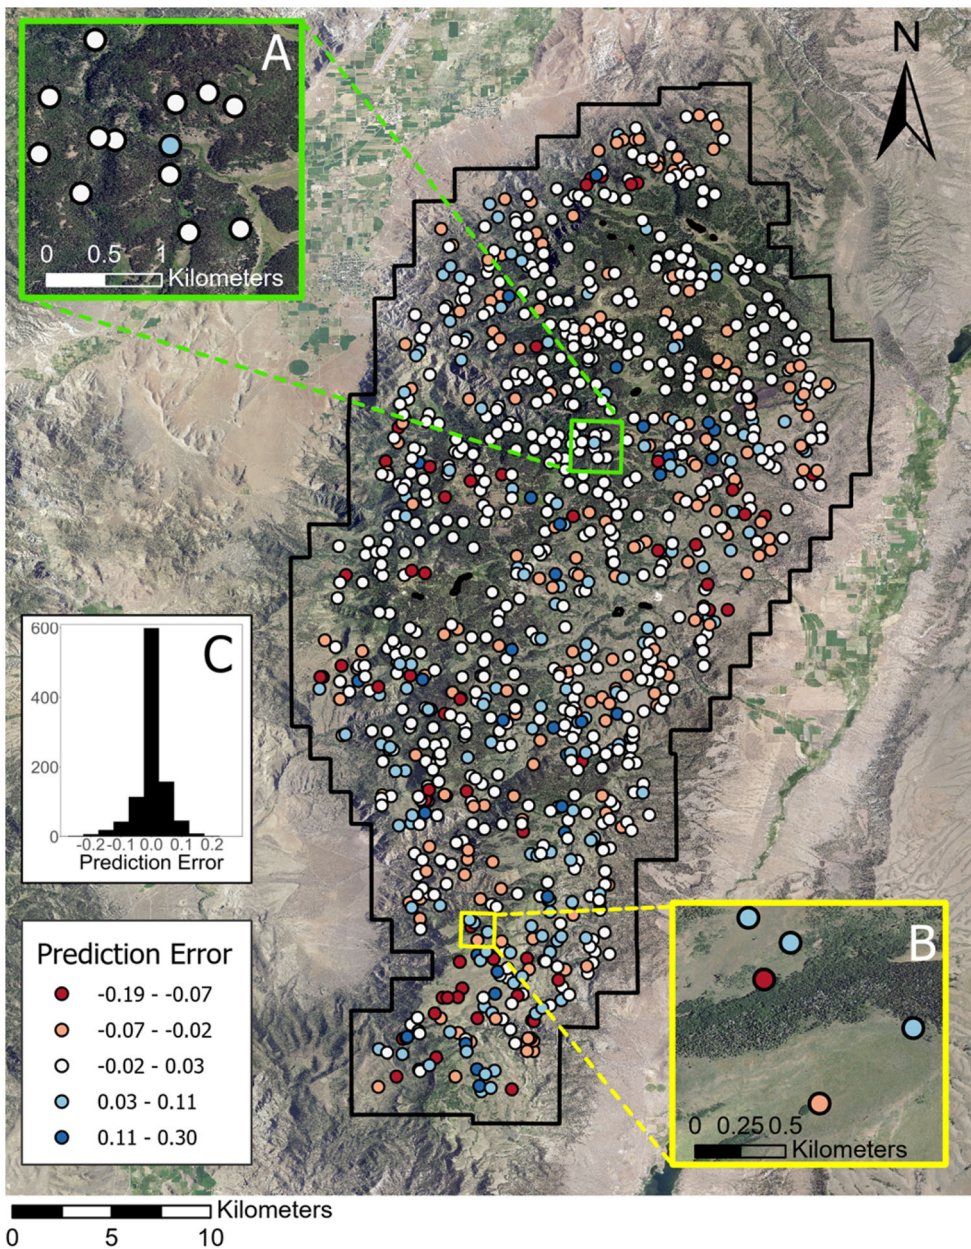 A
N
0 0.5 1
Kilometers
C
600
400
200
0
-0.2 -0.1 0.0 0.1 0.2
Prediction Error
Prediction Error
-0.19 - -0.07
-0.07 - -0.02
-0.02 - 0.03
0.03 - 0.11
0.11 - 0.30
B
0 0.25 0.5
Kilometers
Kilometers
0 5 10